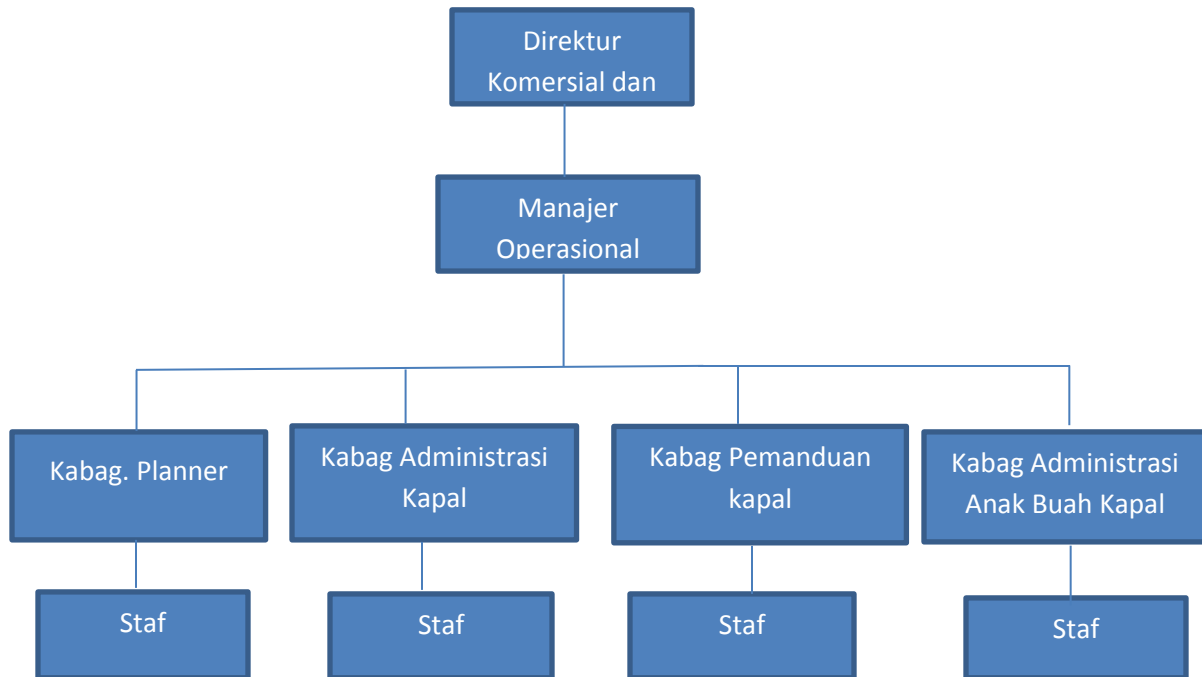 Direktur
Komersial dan
Manajer
Operasional
Kabag. Planner
Kabag Administrasi
Kapal
Kabag Pemanduan
kapal
Kabag Administrasi
Anak Buah Kapal
Staf
Staf
Staf
Staf